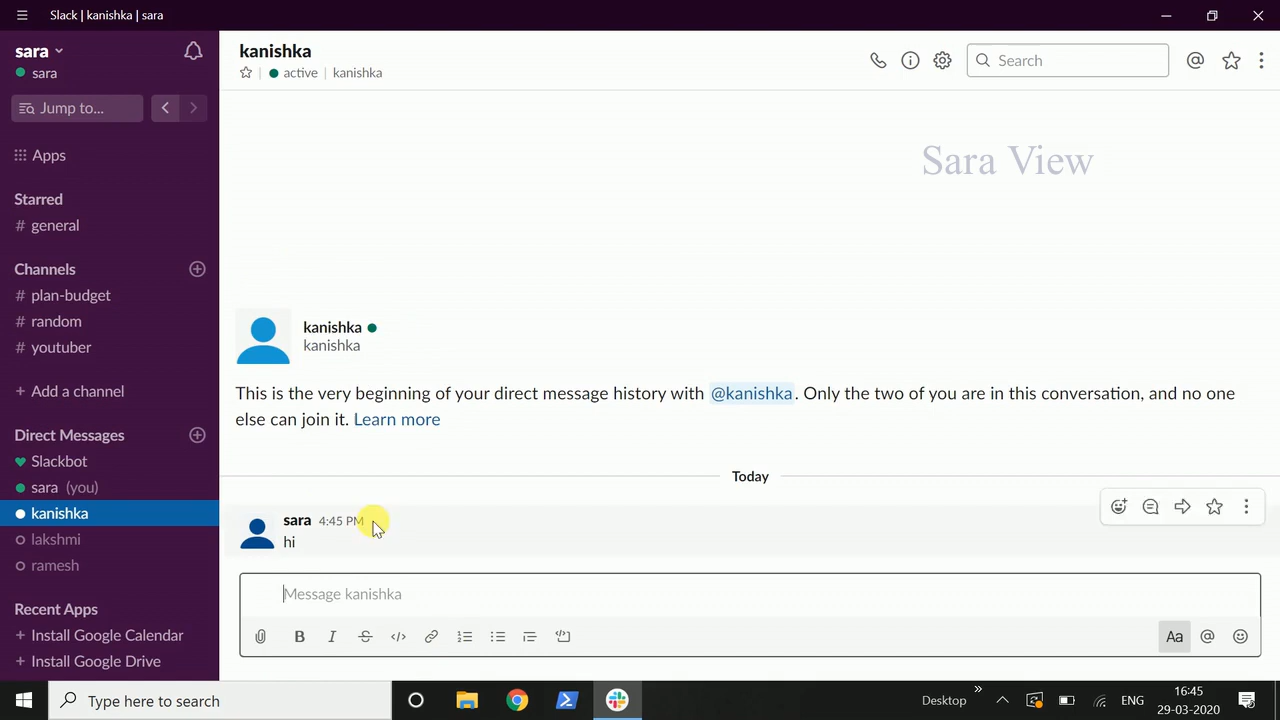 Slack | kanishka | sara
sara
sara
Jump to...
Apps
Starred
# general
Channels
# plan-budget
# random
# youtuber
+ Add a channel
Direct Messages
Slackbot
sara (you)
kanishka
lakshmi
ramesh
Recent Apps
+ Install Google Calendar
+ Install Google Drive
kanishka
active | kanishka
Search
Sara View
kanishka
kanishka
This is the very beginning of your direct message history with @kanishka. Only the two of you are in this conversation, and no one
else can join it. Learn more
Today
sara 4:45 PM
hi
Message kanishka
B I S Aa @
Type here to search
Desktop
ENG
16:45
29-03-2020